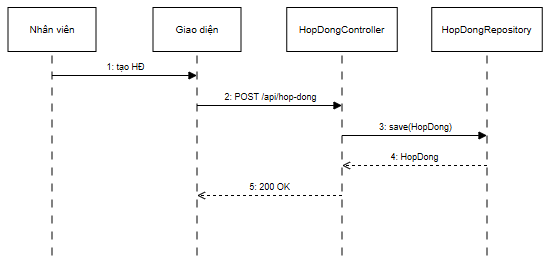 Nhân viên
Giao diện
HopDongController
HopDongRepository
1: tạo HĐ
2: POST /api/hop-dong
3: save(HopDong)
4: HopDong
5: 200 OK